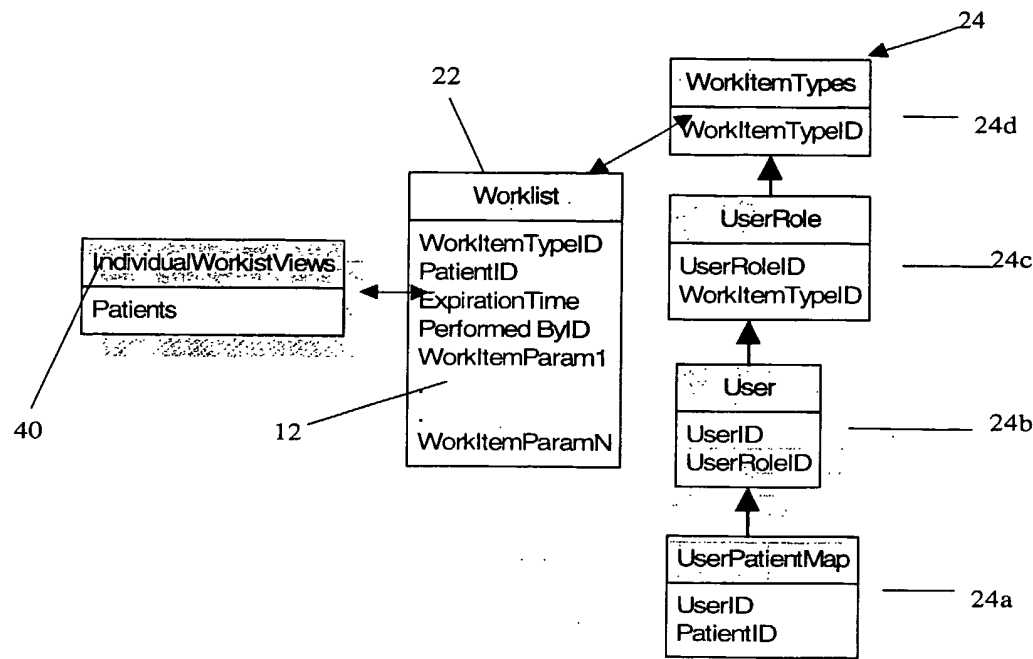 24
WorkItemTypes
WorkItemTypeID
24d
22
Worklist
WorkItemTypeID
PatientID
ExpirationTime
Performed ByID
WorkItemParam1
.
.
WorkItemParamN
12
IndividualWorkistViews
Patients
40
UserRole
UserRoleID
WorkItemTypeID
24c
User
UserID
UserRoleID
24b
UserPatientMap
UserID
PatientID
24a